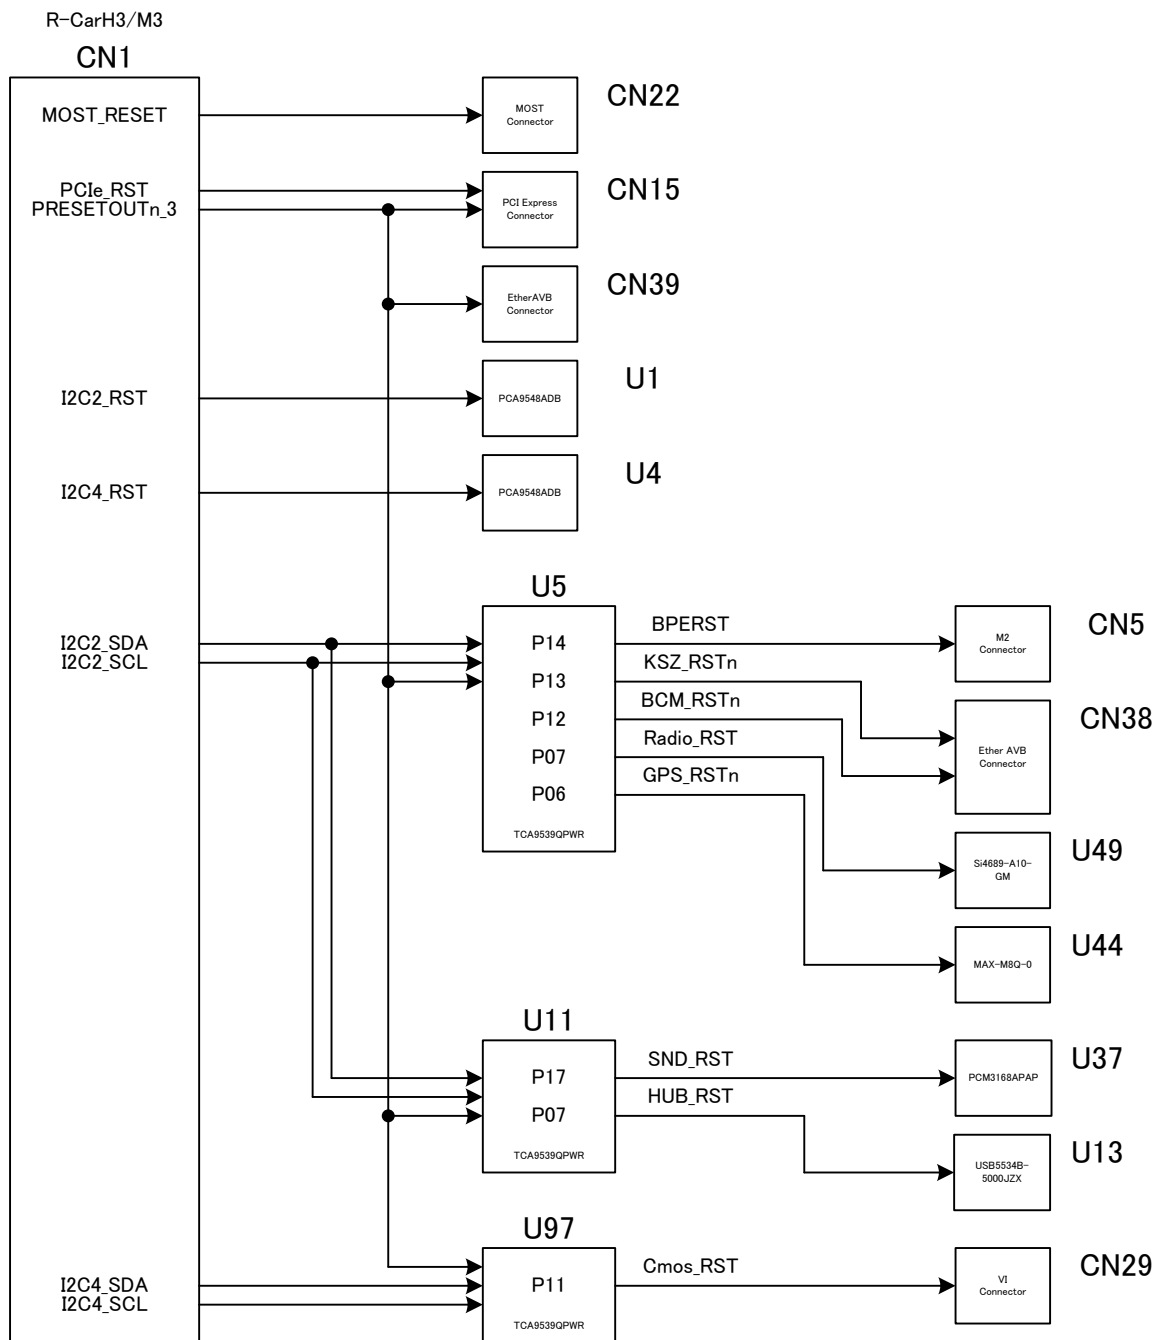 R-CarH3/M3
CN1
MOST_RESET
MOST
Connector
CN22
PCIe_RST
PRESETOUTn_3
PCI Express
Connector
CN15
EtherAVB
Connector
CN39
I2C2_RST
PCA9548ADB
U1
I2C4_RST
PCA9548ADB
U4
I2C2_SDA
I2C2_SCL
U5
P14
P13
P12
P07
P06
TCA9539QPWR
BPERST
KSZ_RSTn
BCM_RSTn
Radio_RST
GPS_RSTn
M2
Connector
CN5
Ether AVB
Connector
CN38
Si4689-A10-
GM
U49
MAX-M8Q-0
U44
U11
P17
P07
TCA9539QPWR
SND_RST
HUB_RST
PCM3168APAP
U37
USB5534B-
5000JZX
U13
I2C4_SDA
I2C4_SCL
U97
P11
TCA9539QPWR
Cmos_RST
VI
Connector
CN29